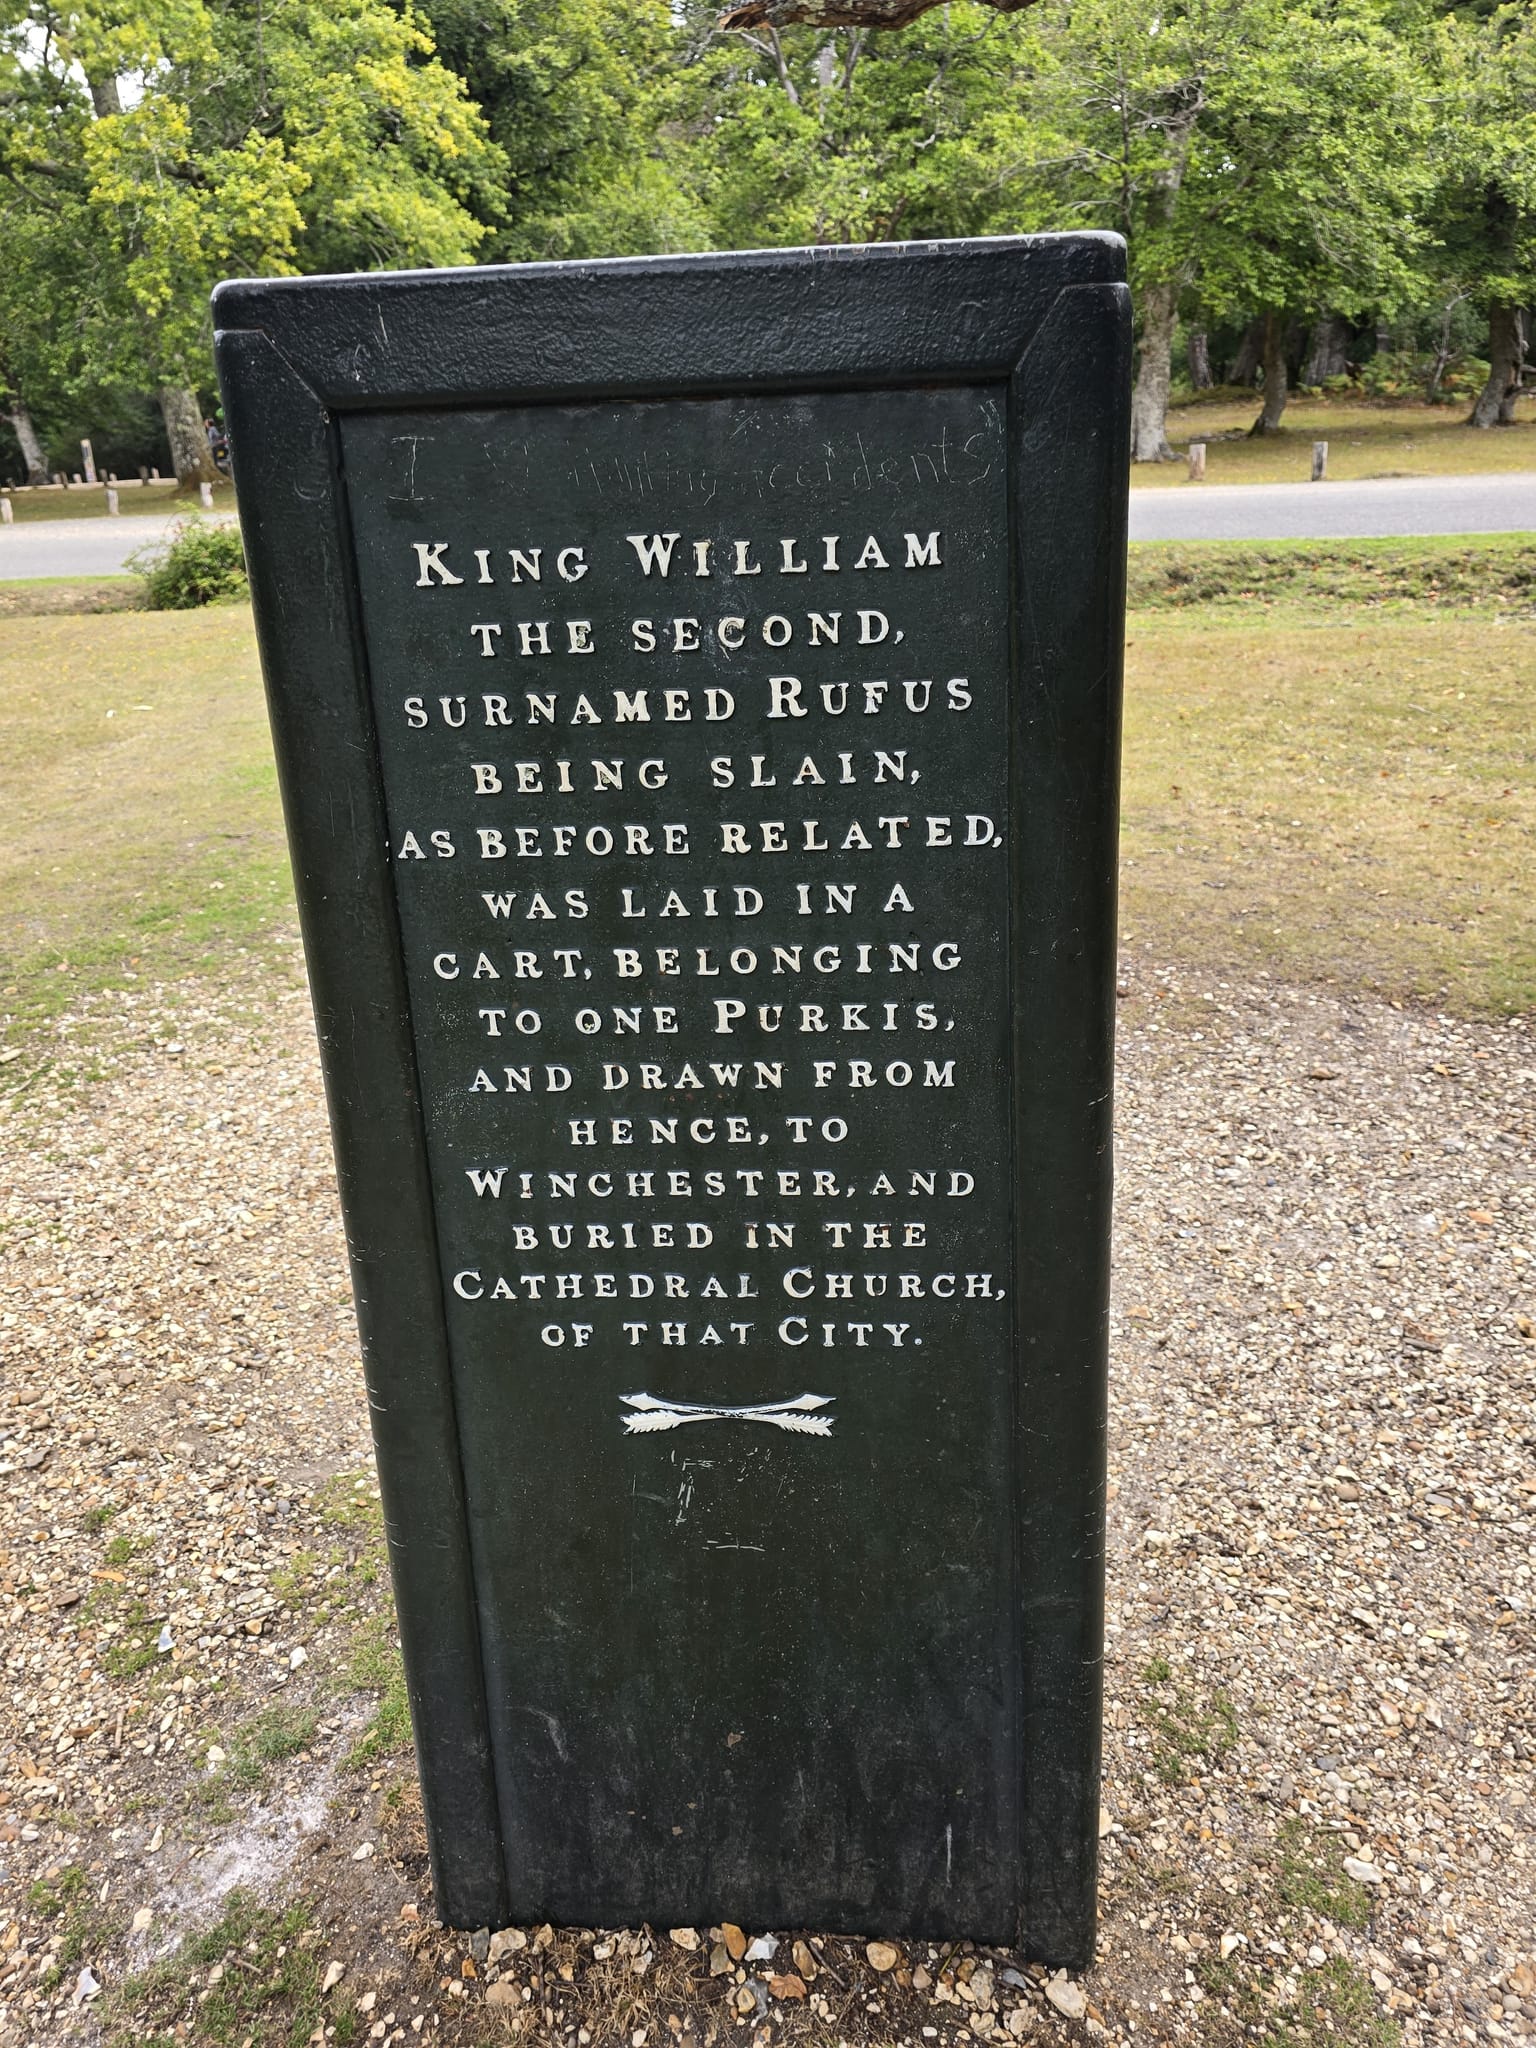 I accidents
KING WILLIAM
THE SECOND,
SURNAMED RUFUS
BEING SLAIN,
AS BEFORE RELATED,
WAS LAID IN A
CART, BELONGING
TO ONE PURKIS,
AND DRAWN FROM
HENCE, TO
WINCHESTER, AND
BURIED IN THE
CATHEDRAL CHURCH,
OF THAT CITY.